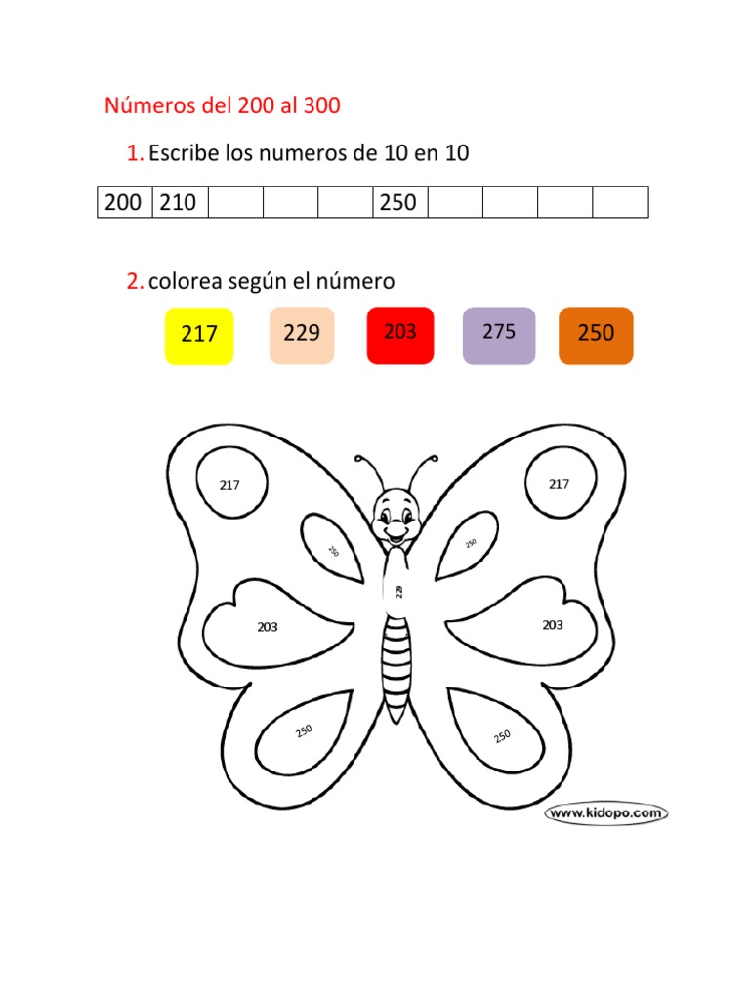 Números del 200 al 300
1. Escribe los numeros de 10 en 10
200 210 250
2. colorea según el número
217 229 203 275 250
217 217
250 250
229
203 203
250 250
www.kidopo.com